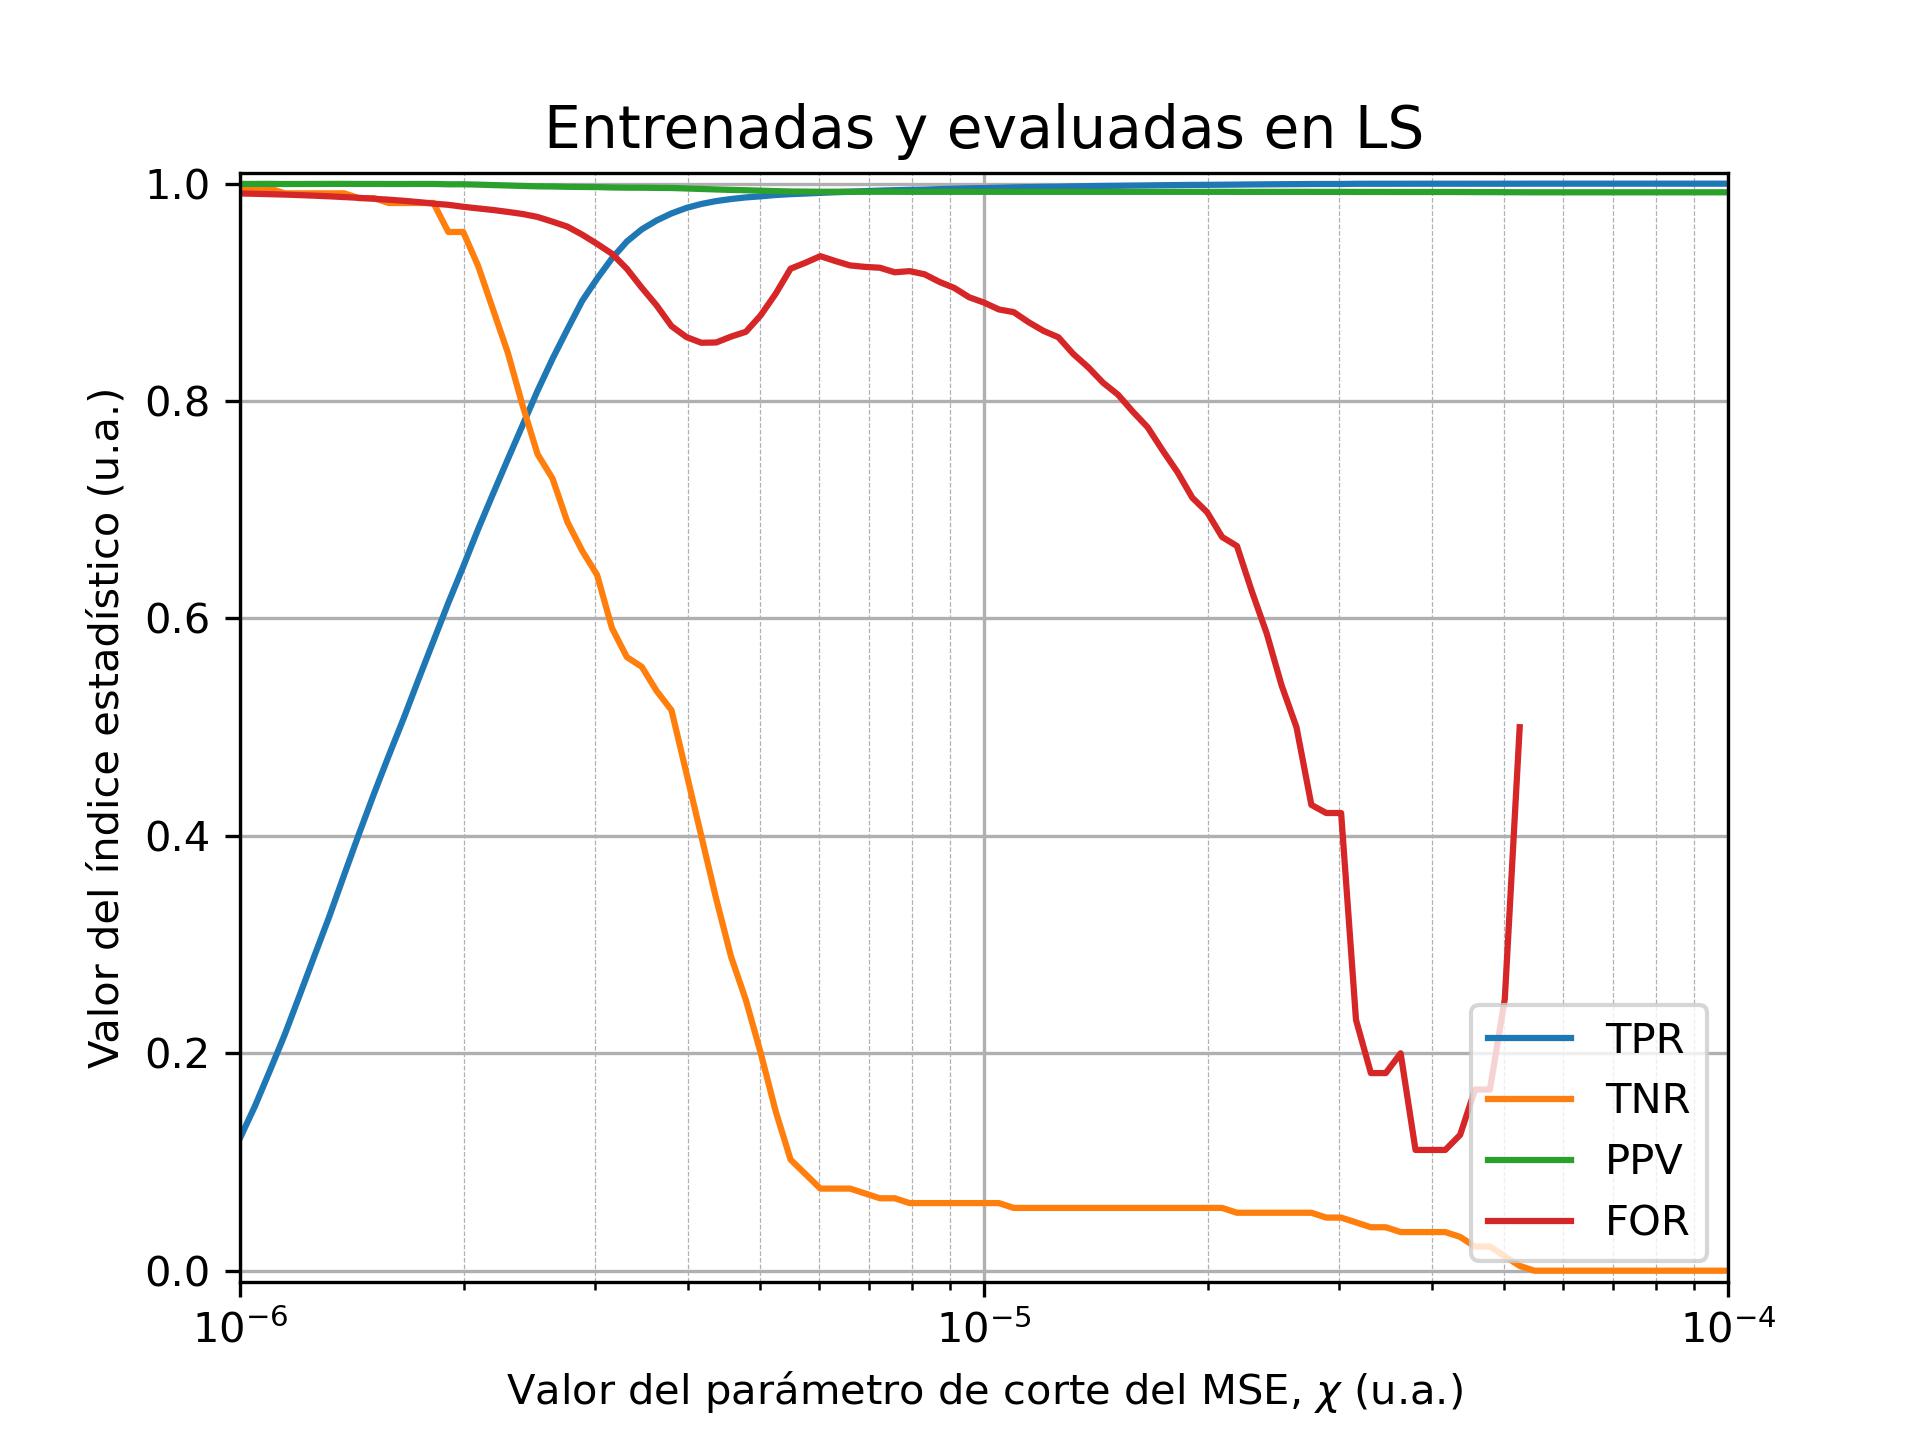 Entrenadas y evaluadas en LS
Valor del índice estadístico (u.a.)
1.0
0.8
0.6
0.4
0.2
0.0
10⁻⁶
10⁻⁵
10⁻⁴
Valor del parámetro de corte del MSE, χ (u.a.)
TPR
TNR
PPV
FOR